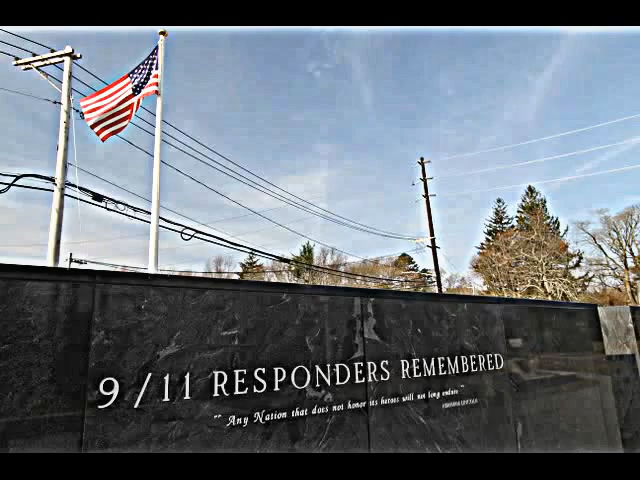 9/11 RESPONDERS REMEMBERED
"" Any Nation that does not honor its heroes will not long endure "